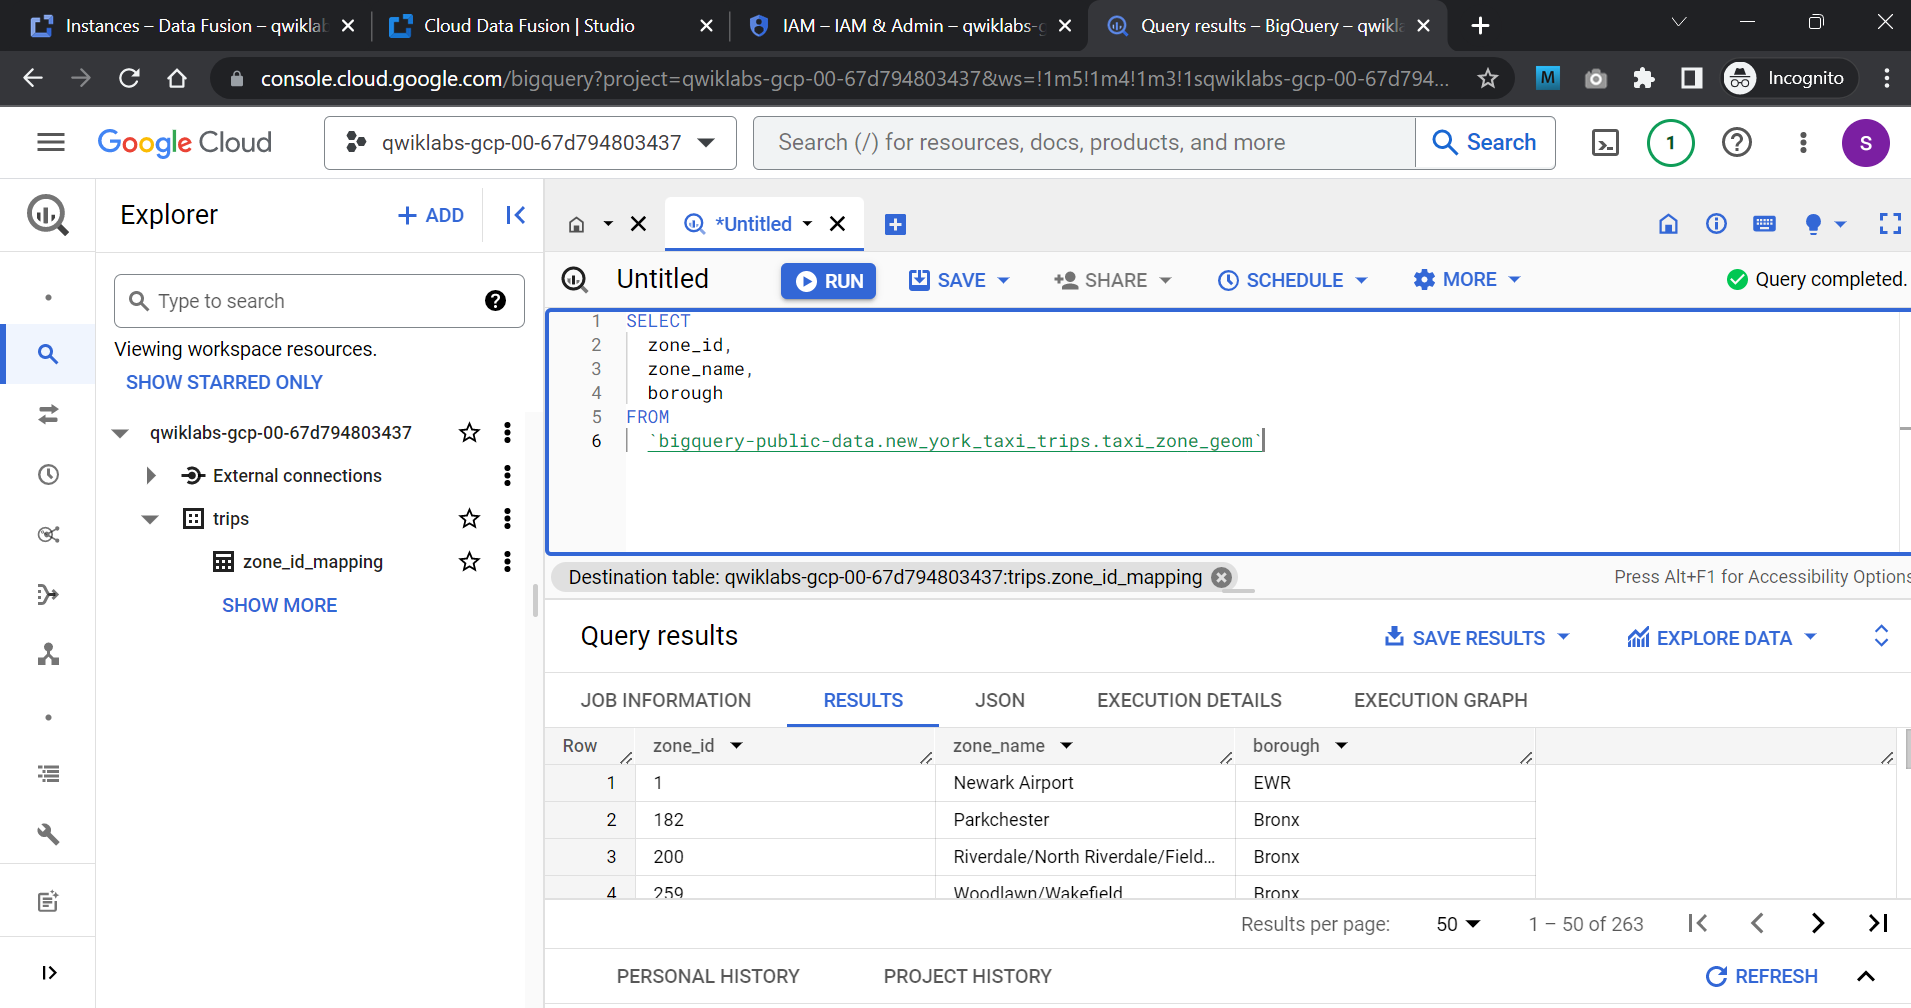 Instances – Data Fusion – qwiklab
Cloud Data Fusion | Studio
IAM – IAM & Admin – qwiklabs-g
Query results – BigQuery – qwikla
console.cloud.google.com/bigquery?project=qwiklabs-gcp-00-67d794803437&ws=!1m5!1m4!1m3!1sqwiklabs-gcp-00-67d794...
M
Incognito
Google Cloud
qwiklabs-gcp-00-67d794803437
Search (/) for resources, docs, products, and more
Search
1
S
Explorer
+ ADD
*Untitled
Untitled
RUN
SAVE
SHARE
SCHEDULE
MORE
Query completed.
Type to search
Viewing workspace resources.
SHOW STARRED ONLY
qwiklabs-gcp-00-67d794803437
External connections
trips
zone_id_mapping
SHOW MORE
1 SELECT
2 zone_id,
3 zone_name,
4 borough
5 FROM
6 `bigquery-public-data.new_york_taxi_trips.taxi_zone_geom`
Destination table: qwiklabs-gcp-00-67d794803437:trips.zone_id_mapping
Press Alt+F1 for Accessibility Options
Query results
SAVE RESULTS
EXPLORE DATA
JOB INFORMATION RESULTS JSON EXECUTION DETAILS EXECUTION GRAPH
Row zone_id zone_name borough
1 1 Newark Airport EWR
2 182 Parkchester Bronx
3 200 Riverdale/North Riverdale/Field... Bronx
4 259 Woodlawn/Wakefield Bronx
Results per page: 50 1 – 50 of 263
PERSONAL HISTORY PROJECT HISTORY REFRESH